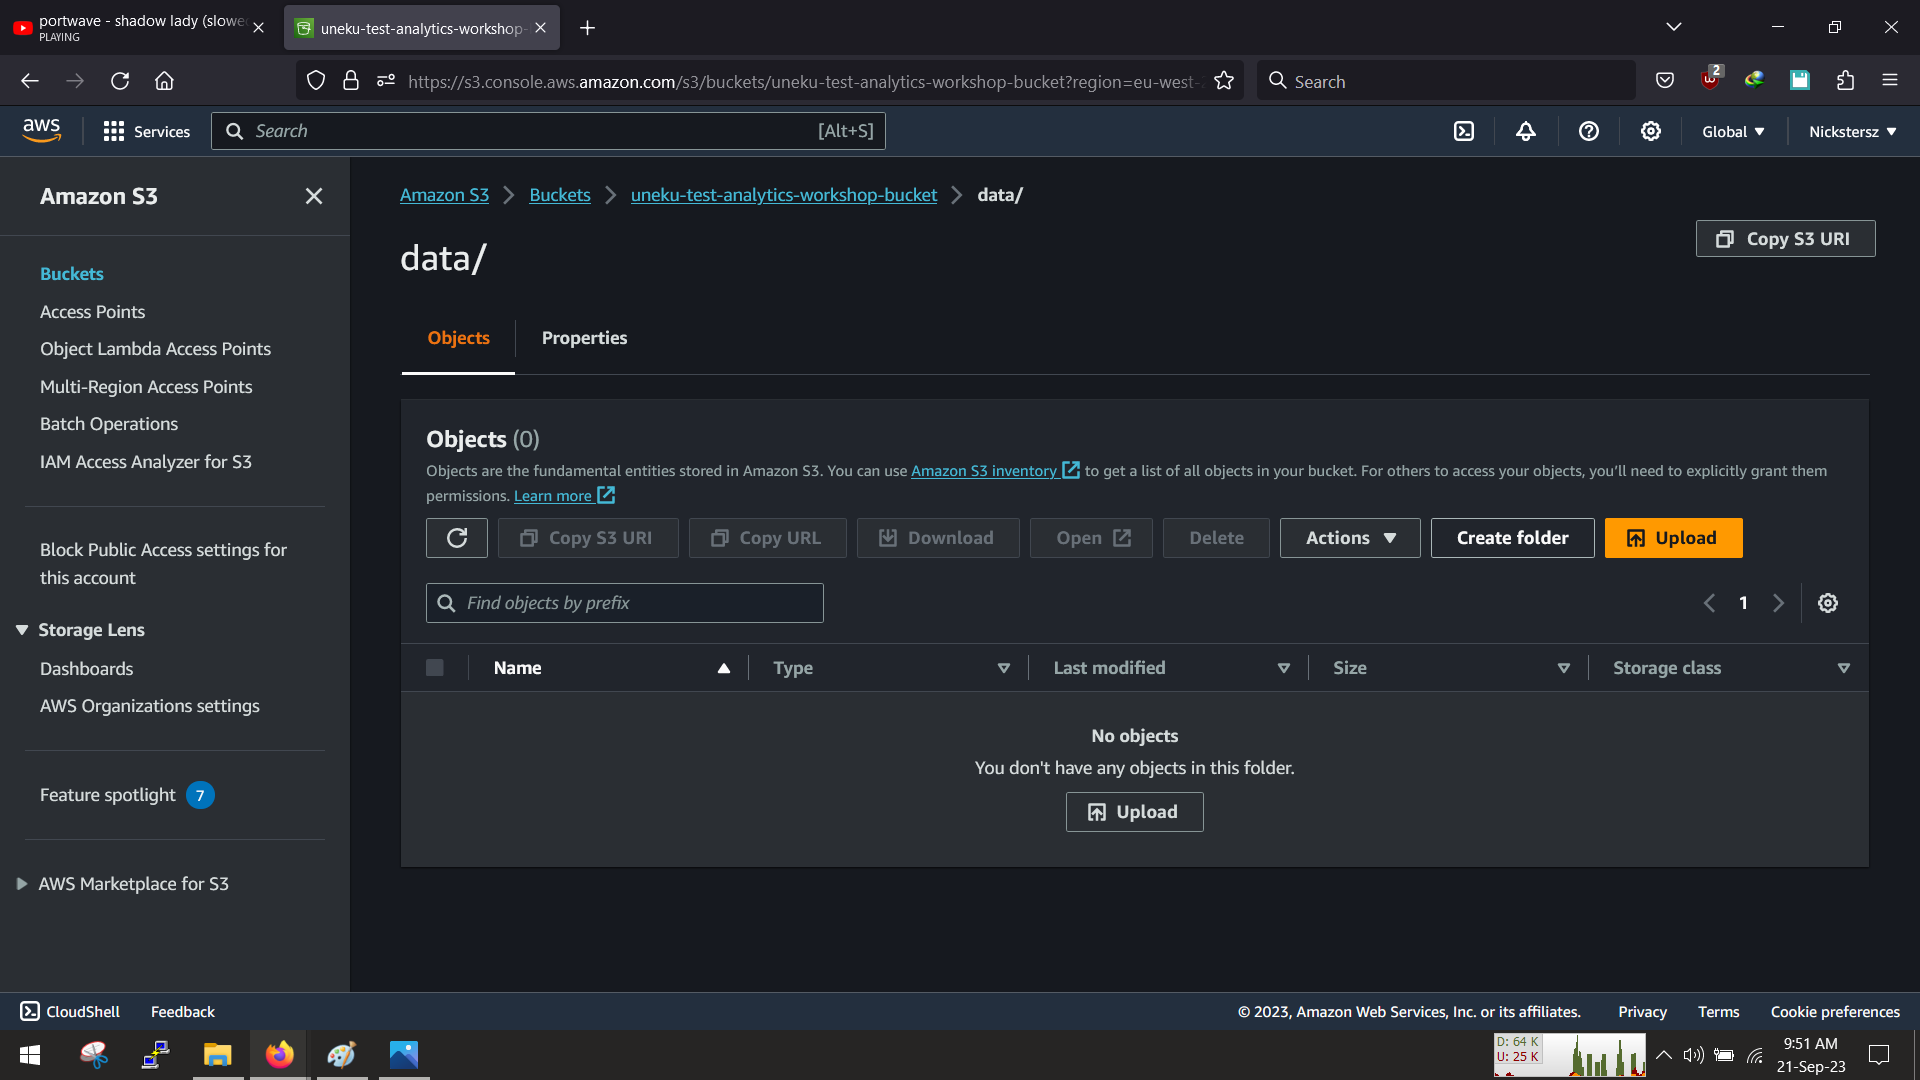 portwave - shadow lady (slowe
PLAYING
uneku-test-analytics-workshop-
https://s3.console.aws.amazon.com/s3/buckets/uneku-test-analytics-workshop-bucket?region=eu-west-
Search
2
aws
Services
Search
[Alt+S]
Global
Nickstersz
Amazon S3
Buckets
Access Points
Object Lambda Access Points
Multi-Region Access Points
Batch Operations
IAM Access Analyzer for S3
Block Public Access settings for
this account
Storage Lens
Dashboards
AWS Organizations settings
Feature spotlight 7
AWS Marketplace for S3
Amazon S3 > Buckets > uneku-test-analytics-workshop-bucket > data/
data/
Copy S3 URI
Objects
Properties
Objects (0)
Objects are the fundamental entities stored in Amazon S3. You can use Amazon S3 inventory to get a list of all objects in your bucket. For others to access your objects, you'll need to explicitly grant them
permissions. Learn more
Copy S3 URI
Copy URL
Download
Open
Delete
Actions
Create folder
Upload
Find objects by prefix
1
Name
Type
Last modified
Size
Storage class
No objects
You don't have any objects in this folder.
Upload
CloudShell
Feedback
© 2023, Amazon Web Services, Inc. or its affiliates.
Privacy
Terms
Cookie preferences
D: 64 K
U: 25 K
9:51 AM
21-Sep-23